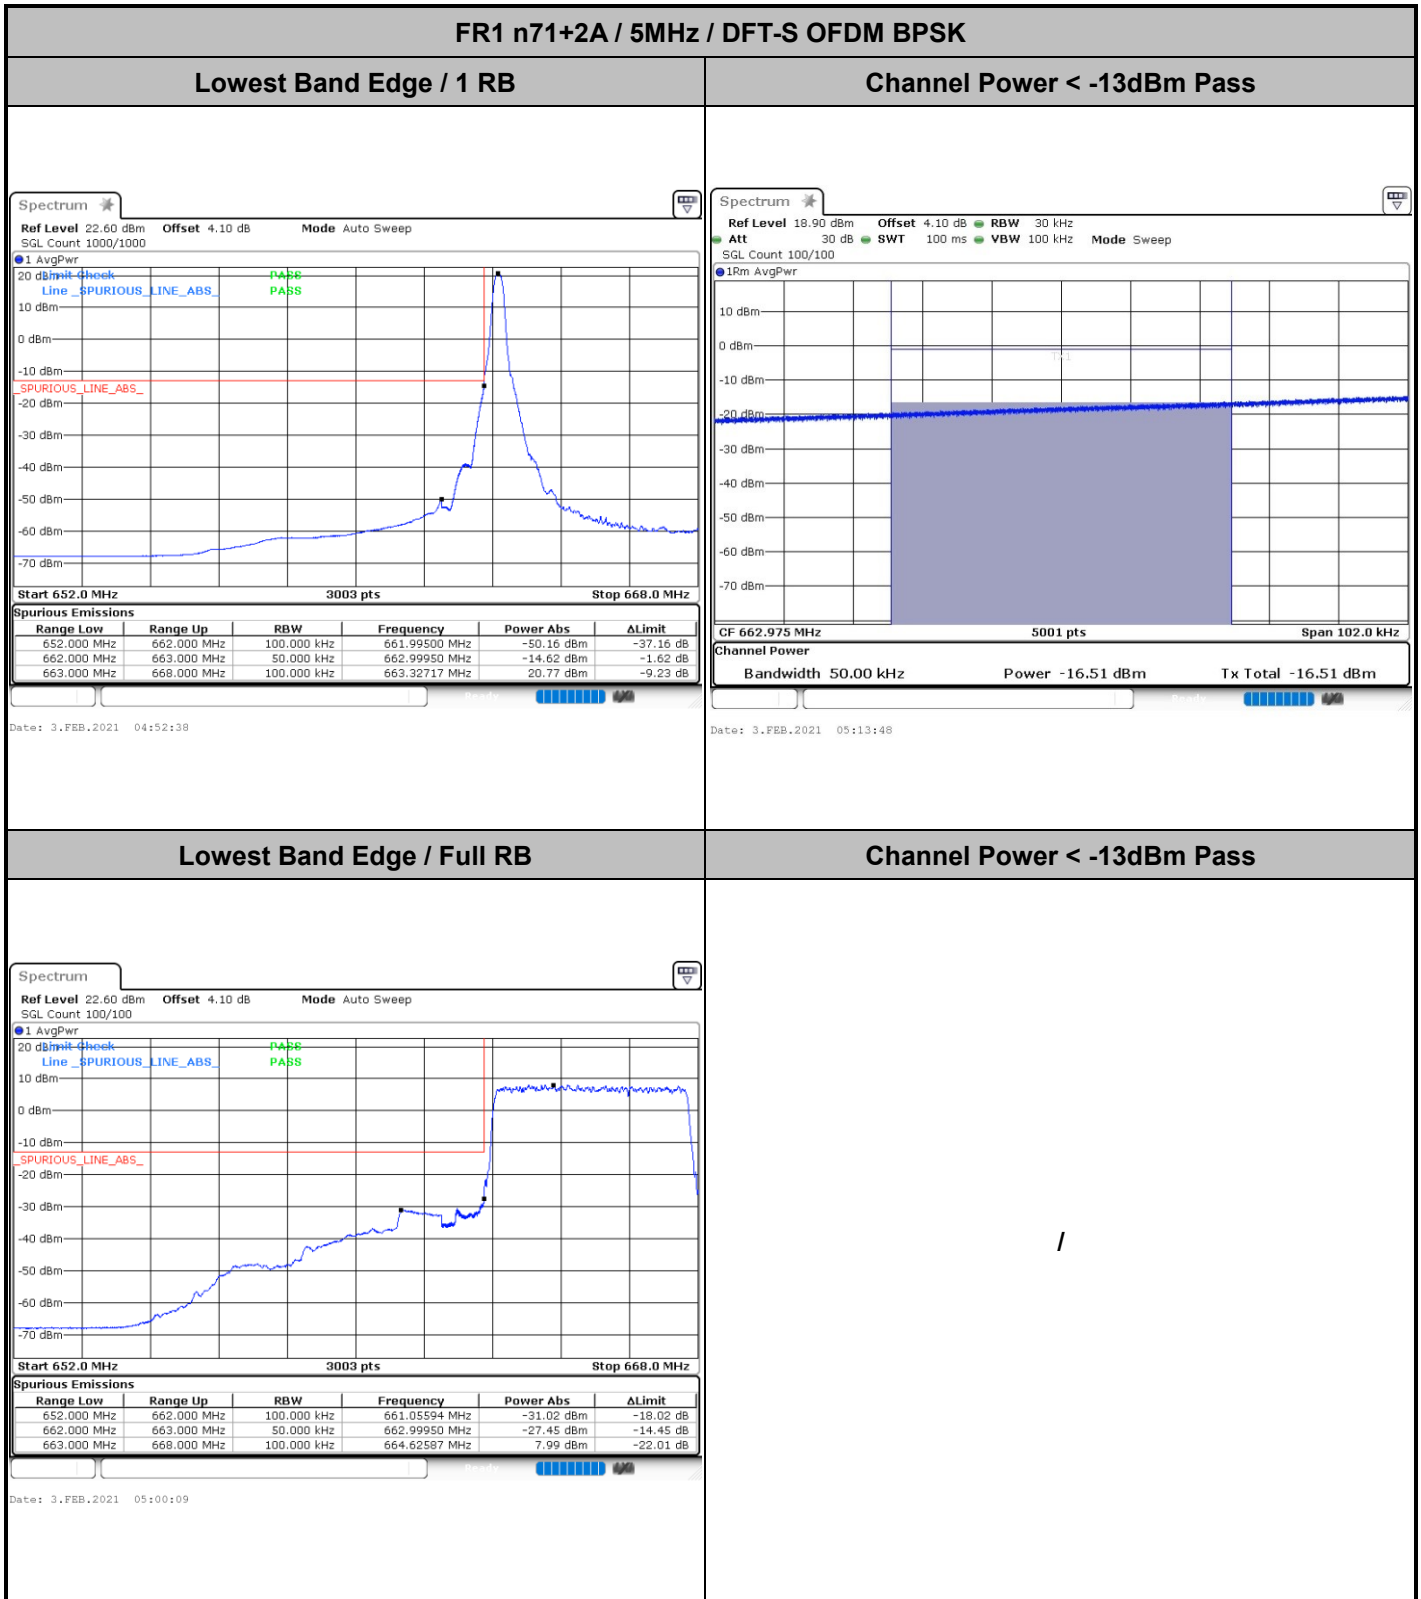 FR1 n71+2A / 5MHz / DFT-S OFDM BPSK
Lowest Band Edge / 1 RB
Channel Power < -13dBm Pass
Spectrum
Ref Level 22.60 dBm Offset 4.10 dB Mode Auto Sweep
SGL Count 1000/1000
1 AvgPwr
20 dBm
Limit Check PASS
Line _SPURIOUS_LINE_ABS_ PASS
10 dBm
0 dBm
-10 dBm
_SPURIOUS_LINE_ABS_
-20 dBm
-30 dBm
-40 dBm
-50 dBm
-60 dBm
-70 dBm
Start 652.0 MHz 3003 pts Stop 668.0 MHz
Spurious Emissions
Range Low Range Up RBW Frequency Power Abs ΔLimit
652.000 MHz 662.000 MHz 100.000 kHz 661.99500 MHz -50.16 dBm -37.16 dB
662.000 MHz 663.000 MHz 50.000 kHz 662.99950 MHz -14.62 dBm -1.62 dB
663.000 MHz 668.000 MHz 100.000 kHz 663.32717 MHz 20.77 dBm -9.23 dB
Ready
Date: 3.FEB.2021 04:52:38
Spectrum
Ref Level 18.90 dBm Offset 4.10 dB RBW 30 kHz
Att 30 dB SWT 100 ms VBW 100 kHz Mode Sweep
SGL Count 100/100
1Rm AvgPwr
10 dBm
0 dBm
Tx1
-10 dBm
-20 dBm
-30 dBm
-40 dBm
-50 dBm
-60 dBm
-70 dBm
CF 662.975 MHz 5001 pts Span 102.0 kHz
Channel Power
Bandwidth 50.00 kHz Power -16.51 dBm Tx Total -16.51 dBm
Ready
Date: 3.FEB.2021 05:13:48
Lowest Band Edge / Full RB
Channel Power < -13dBm Pass
Spectrum
Ref Level 22.60 dBm Offset 4.10 dB Mode Auto Sweep
SGL Count 100/100
1 AvgPwr
20 dBm
Limit Check PASS
Line _SPURIOUS_LINE_ABS_ PASS
10 dBm
0 dBm
-10 dBm
_SPURIOUS_LINE_ABS_
-20 dBm
-30 dBm
-40 dBm
-50 dBm
-60 dBm
-70 dBm
Start 652.0 MHz 3003 pts Stop 668.0 MHz
Spurious Emissions
Range Low Range Up RBW Frequency Power Abs ΔLimit
652.000 MHz 662.000 MHz 100.000 kHz 661.05594 MHz -31.02 dBm -18.02 dB
662.000 MHz 663.000 MHz 50.000 kHz 662.99950 MHz -27.45 dBm -14.45 dB
663.000 MHz 668.000 MHz 100.000 kHz 664.62587 MHz 7.99 dBm -22.01 dB
Ready
Date: 3.FEB.2021 05:00:09
/